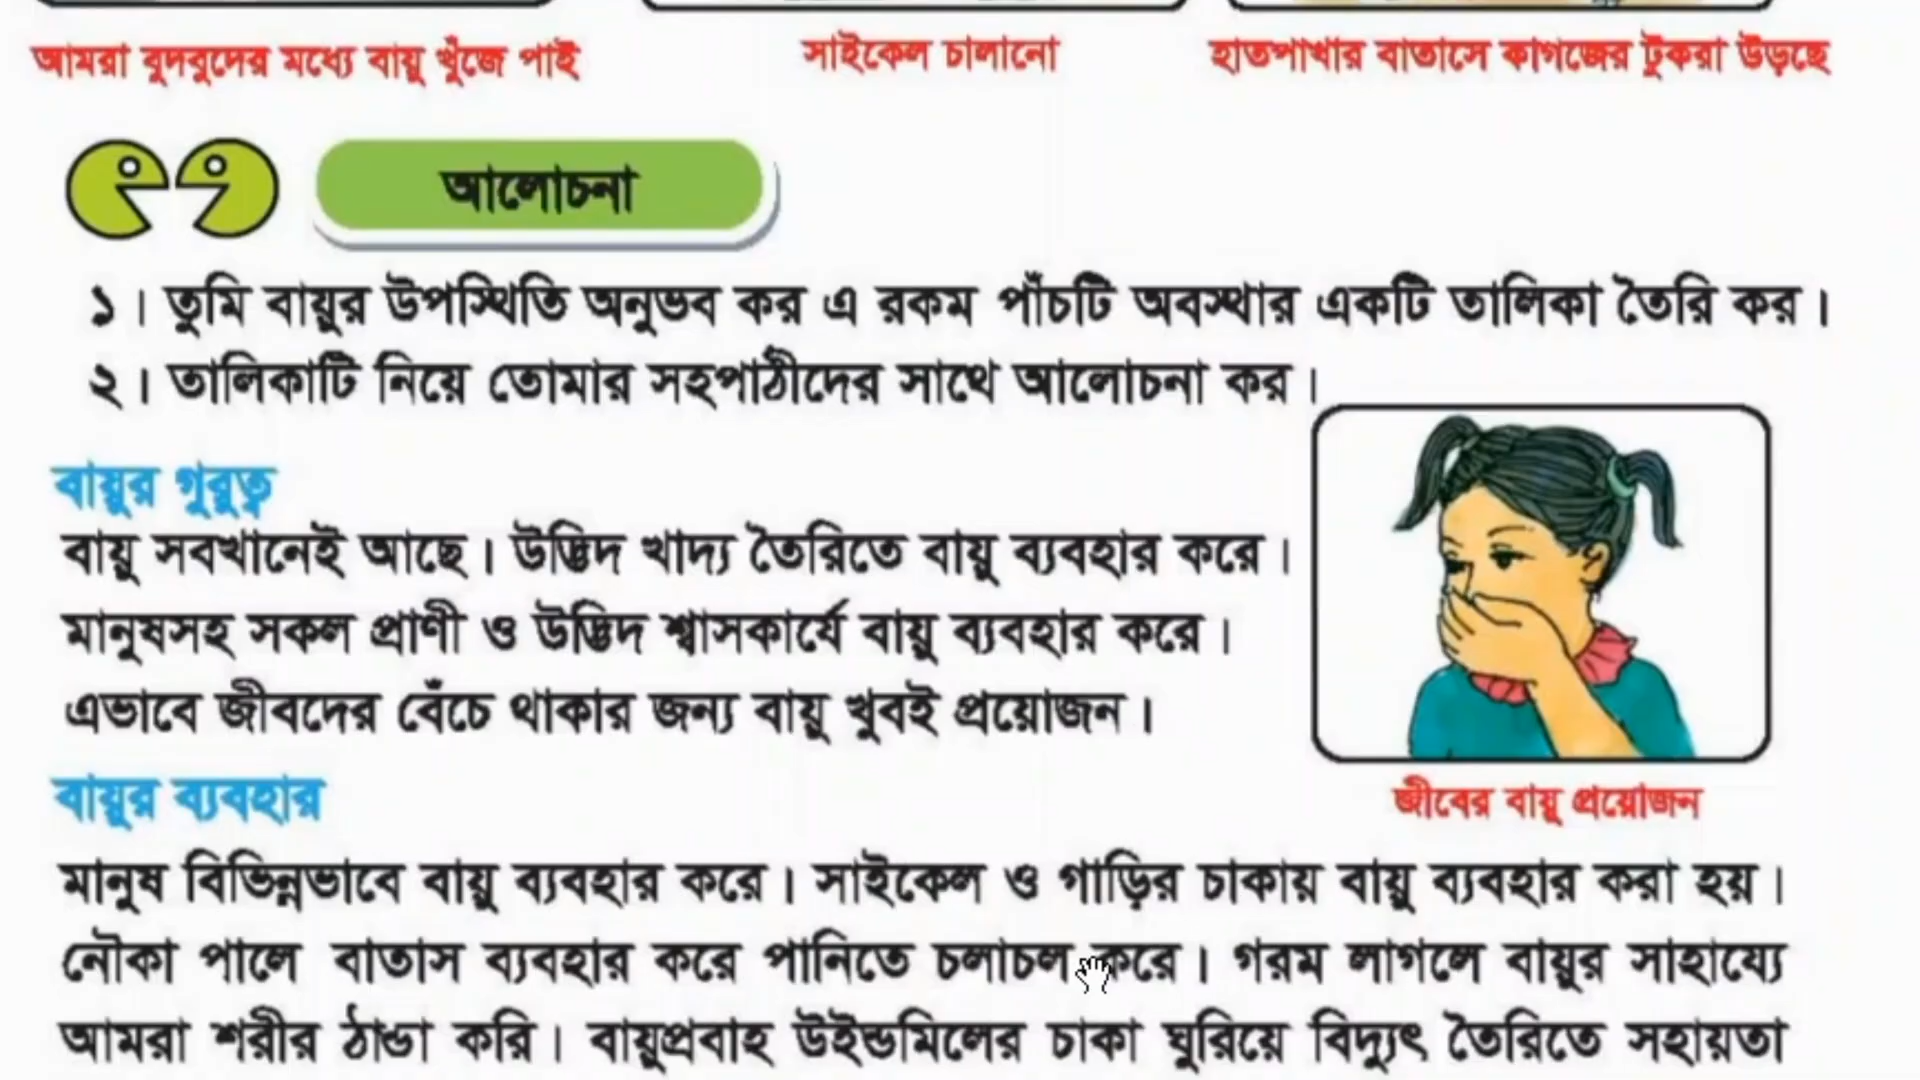 আমরা বুদবুদের মধ্যে বায়ু খুঁজে পাই
সাইকেল চালানো
হাতপাখার বাতাসে কাগজের টুকরা উড়ছে
আলোচনা
১। তুমি বায়ুর উপস্থিতি অনুভব কর এ রকম পাঁচটি অবস্থার একটি তালিকা তৈরি কর।
২। তালিকাটি নিয়ে তোমার সহপাঠীদের সাথে আলোচনা কর।
বায়ুর গুরুত্ব
বায়ু সবখানেই আছে। উদ্ভিদ খাদ্য তৈরিতে বায়ু ব্যবহার করে।
মানুষসহ সকল প্রাণী ও উদ্ভিদ শ্বাসকার্যে বায়ু ব্যবহার করে।
এভাবে জীবদের বেঁচে থাকার জন্য বায়ু খুবই প্রয়োজন।
জীবের বায়ু প্রয়োজন
বায়ুর ব্যবহার
মানুষ বিভিন্নভাবে বায়ু ব্যবহার করে। সাইকেল ও গাড়ির চাকায় বায়ু ব্যবহার করা হয়।
নৌকা পালে বাতাস ব্যবহার করে পানিতে চলাচল করে। গরম লাগলে বায়ুর সাহায্যে
আমরা শরীর ঠান্ডা করি। বায়ুপ্রবাহ উইন্ডমিলের চাকা ঘুরিয়ে বিদ্যুৎ তৈরিতে সহায়তা